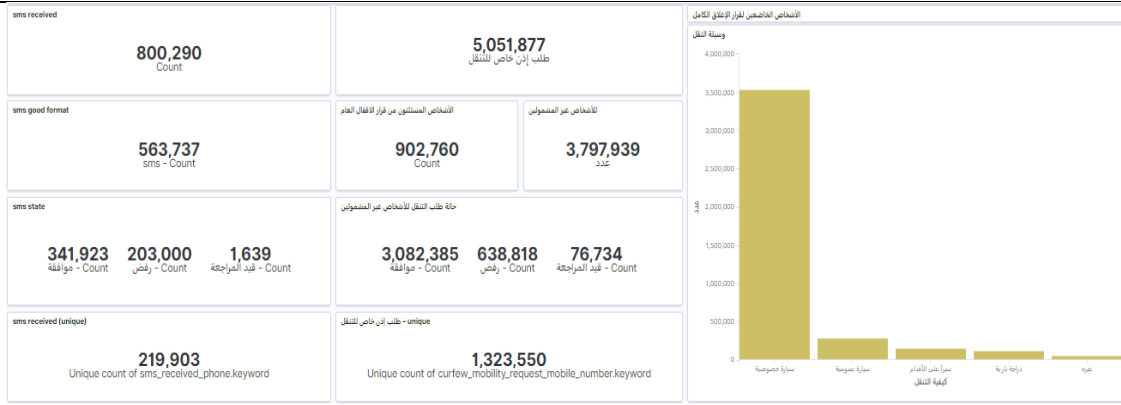 sms received
800,290
Count
5,051,877
طلب إذن خاص للتنقل
sms good format
563,737
sms - Count
الأشخاص المستثنون من قرار الاقفال العام
902,760
Count
للأشخاص غير المشمولين
3,797,939
عدد
sms state
341,923
Count - موافقة
203,000
Count - رفض
1,639
Count - قيد المراجعة
حالة طلب التنقل للأشخاص غير المشمولين
3,082,385
Count - موافقة
638,818
Count - رفض
76,734
Count - قيد المراجعة
sms received (unique)
219,903
Unique count of sms_received_phone.keyword
طلب إذن خاص للتنقل - unique
1,323,550
Unique count of curfew_mobility_request_mobile_number.keyword
الأشخاص الخاضعين لقرار الإغلاق الكامل
وسيلة النقل
4,000,000
3,500,000
3,000,000
2,500,000
2,000,000
1,500,000
1,000,000
500,000
0
عدد
سيارة خصوصية
سيارة عمومية
سيرا على الأقدام
دراجة نارية
غيره
كيفية التنقل